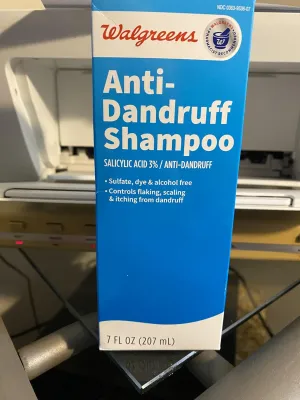 Walgreens
Anti-
Dandruff
Shampoo
SALICYLIC ACID 3% / ANTI-DANDRUFF
• Sulfate, dye & alcohol free
• Controls flaking, scaling
& itching from dandruff
7 FL OZ (207 mL)